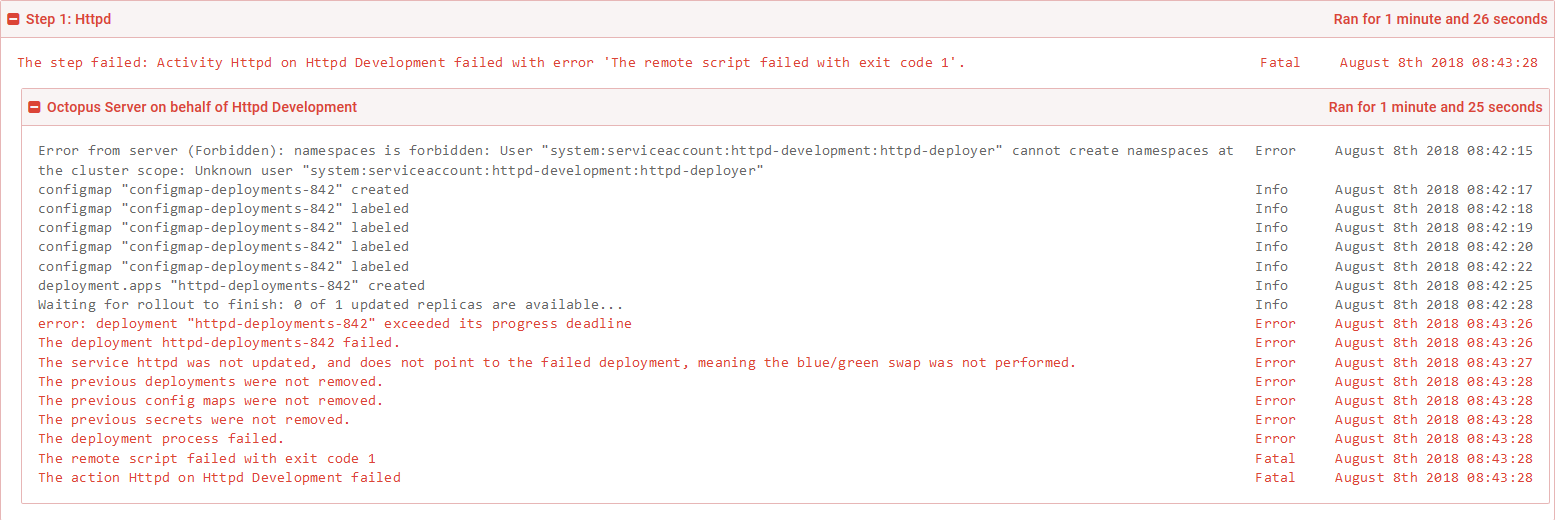 Step 1: Httpd Ran for 1 minute and 26 seconds
The step failed: Activity Httpd on Httpd Development failed with error 'The remote script failed with exit code 1'. Fatal August 8th 2018 08:43:28
Octopus Server on behalf of Httpd Development Ran for 1 minute and 25 seconds
Error from server (Forbidden): namespaces is forbidden: User "system:serviceaccount:httpd-development:httpd-deployer" cannot create namespaces at Error August 8th 2018 08:42:15
the cluster scope: Unknown user "system:serviceaccount:httpd-development:httpd-deployer"
configmap "configmap-deployments-842" created Info August 8th 2018 08:42:17
configmap "configmap-deployments-842" labeled Info August 8th 2018 08:42:18
configmap "configmap-deployments-842" labeled Info August 8th 2018 08:42:19
configmap "configmap-deployments-842" labeled Info August 8th 2018 08:42:20
configmap "configmap-deployments-842" labeled Info August 8th 2018 08:42:22
deployment.apps "httpd-deployments-842" created Info August 8th 2018 08:42:25
Waiting for rollout to finish: 0 of 1 updated replicas are available... Info August 8th 2018 08:42:28
error: deployment "httpd-deployments-842" exceeded its progress deadline Error August 8th 2018 08:43:26
The deployment httpd-deployments-842 failed. Error August 8th 2018 08:43:26
The service httpd was not updated, and does not point to the failed deployment, meaning the blue/green swap was not performed. Error August 8th 2018 08:43:27
The previous deployments were not removed. Error August 8th 2018 08:43:28
The previous config maps were not removed. Error August 8th 2018 08:43:28
The previous secrets were not removed. Error August 8th 2018 08:43:28
The deployment process failed. Error August 8th 2018 08:43:28
The remote script failed with exit code 1 Fatal August 8th 2018 08:43:28
The action Httpd on Httpd Development failed Fatal August 8th 2018 08:43:28